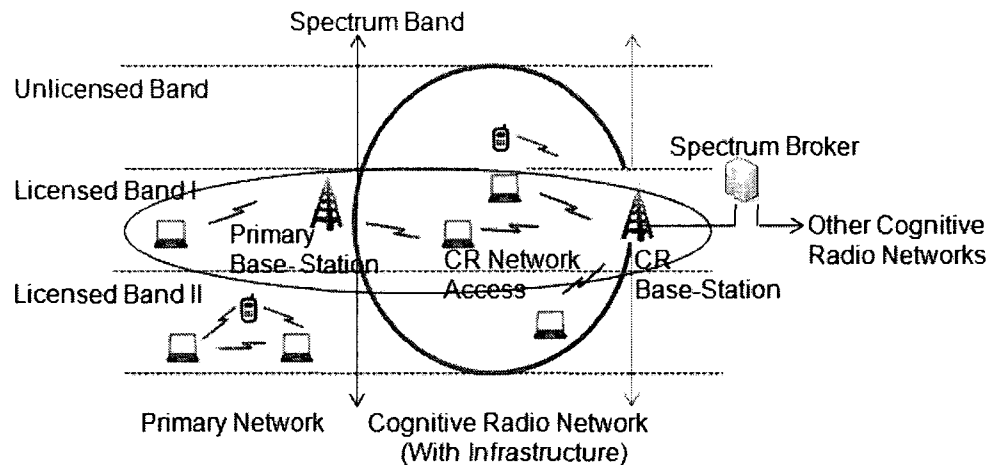 Spectrum Band
Unlicensed Band
Spectrum Broker
Licensed Band I
Primary
Base-Station
CR Network
Access
CR
Base-Station
Other Cognitive
Radio Networks
Licensed Band II
Primary Network
Cognitive Radio Network
(With Infrastructure)